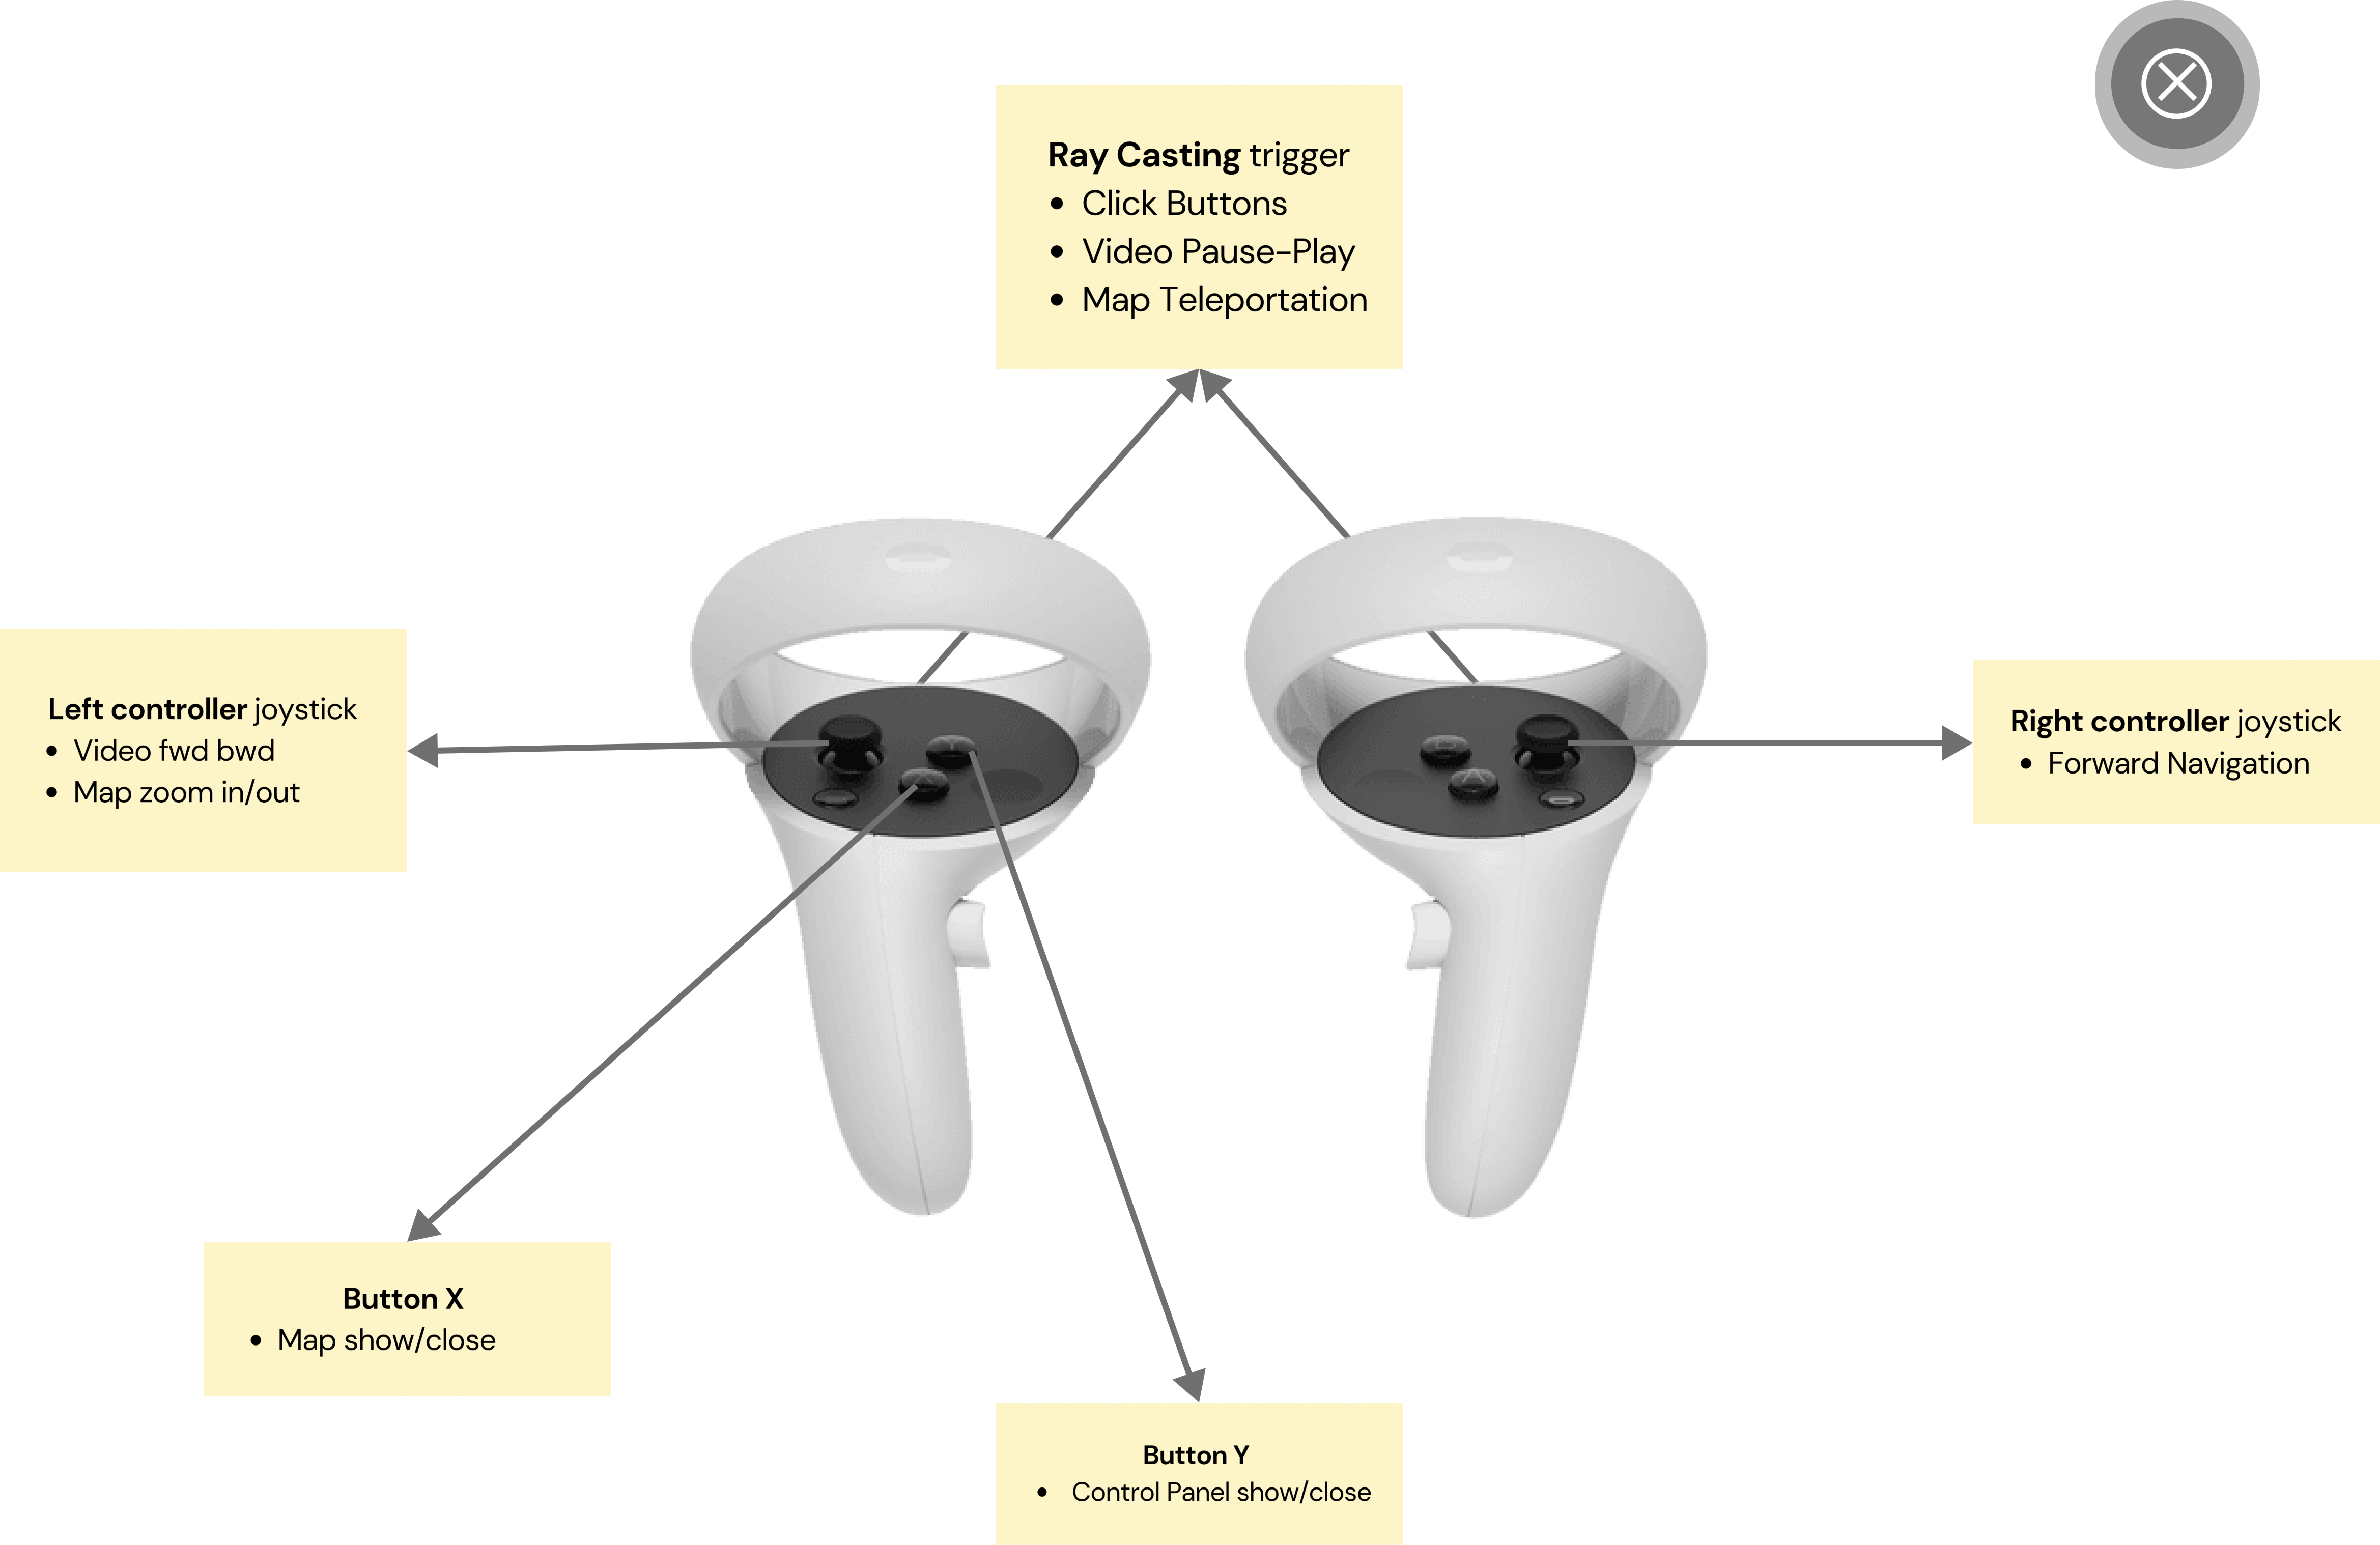 Ray Casting trigger
• Click Buttons
• Video Pause-Play
• Map Teleportation
Left controller joystick
• Video fwd bwd
• Map zoom in/out
Right controller joystick
• Forward Navigation
Y
X
B
A
Button X
• Map show/close
Button Y
• Control Panel show/close